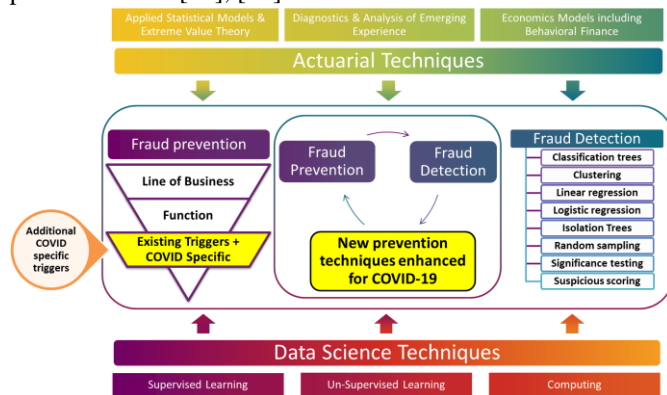 Applied Statistical Models &
Extreme Value Theory
Diagnostics & Analysis of Emerging
Experience
Economics Models including
Behavioral Finance
Actuarial Techniques
Fraud prevention
Line of Business
Function
Existing Triggers +
COVID Specific
Additional
COVID
specific
triggers
Fraud
Prevention
Fraud
Detection
New prevention
techniques enhanced
for COVID-19
Fraud Detection
Classification trees
Clustering
Linear regression
Logistic regression
Isolation Trees
Random sampling
Significance testing
Suspicious scoring
Data Science Techniques
Supervised Learning
Un-Supervised Learning
Computing